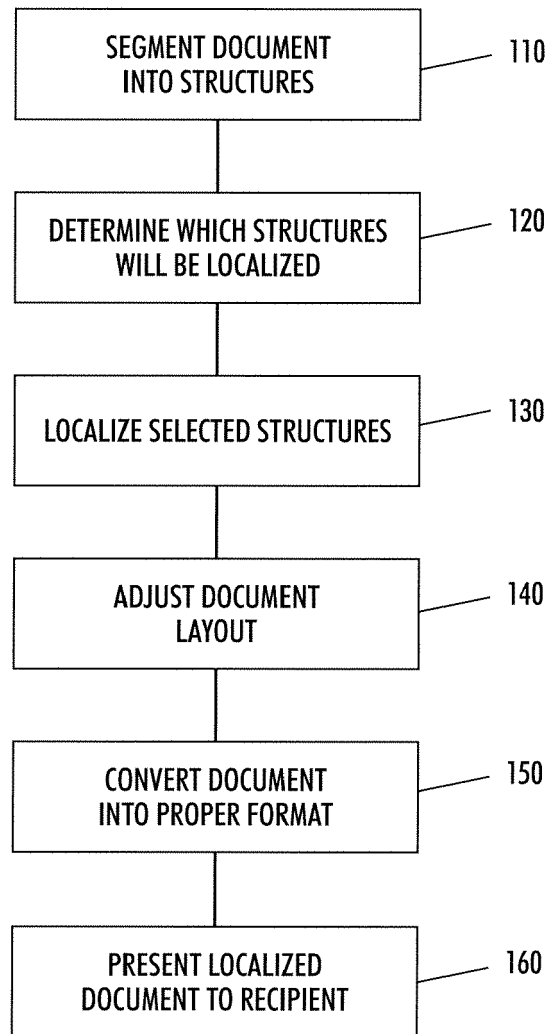 SEGMENT DOCUMENT
INTO STRUCTURES
110
DETERMINE WHICH STRUCTURES
WILL BE LOCALIZED
120
LOCALIZE SELECTED STRUCTURES
130
ADJUST DOCUMENT
LAYOUT
140
CONVERT DOCUMENT
INTO PROPER FORMAT
150
PRESENT LOCALIZED
DOCUMENT TO RECIPIENT
160